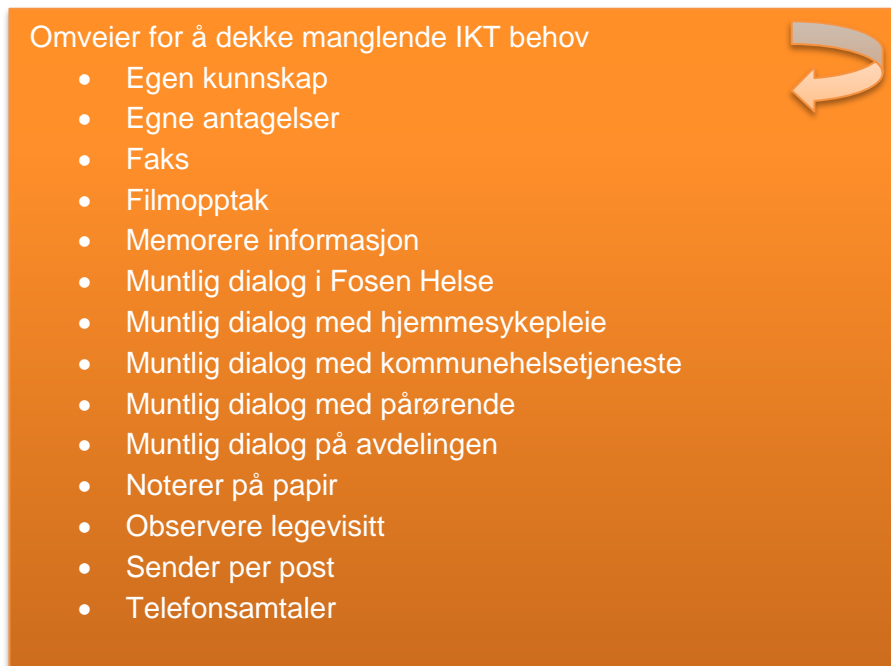 Omveier for å dekke manglende IKT behov
• Egen kunnskap
• Egne antagelser
• Faks
• Filmopptak
• Memorere informasjon
• Muntlig dialog i Fosen Helse
• Muntlig dialog med hjemmesykepleie
• Muntlig dialog med kommunehelsetjeneste
• Muntlig dialog med pårørende
• Muntlig dialog på avdelingen
• Noterer på papir
• Observere legevisitt
• Sender per post
• Telefonsamtaler